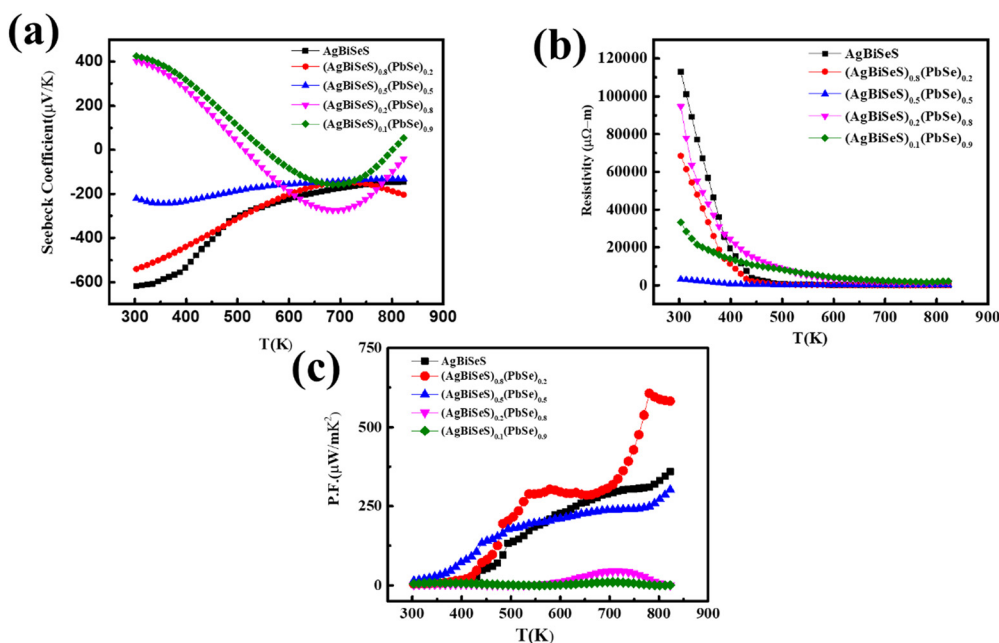 (a)
400
200
0
-200
-400
-600
Seebeck Coefficient(μV/K)
AgBiSeS
(AgBiSeS)0.8(PbSe)0.2
(AgBiSeS)0.5(PbSe)0.5
(AgBiSeS)0.2(PbSe)0.8
(AgBiSeS)0.1(PbSe)0.9
300 400 500 600 700 800 900
T(K)
(b)
120000
100000
80000
60000
40000
20000
0
Resistivity (μΩ−m)
AgBiSeS
(AgBiSeS)0.8(PbSe)0.2
(AgBiSeS)0.5(PbSe)0.5
(AgBiSeS)0.2(PbSe)0.8
(AgBiSeS)0.1(PbSe)0.9
300 400 500 600 700 800 900
T(K)
(c)
750
500
250
0
P.F.(μW/mK²)
AgBiSeS
(AgBiSeS)0.8(PbSe)0.2
(AgBiSeS)0.5(PbSe)0.5
(AgBiSeS)0.2(PbSe)0.8
(AgBiSeS)0.1(PbSe)0.9
300 400 500 600 700 800 900
T(K)